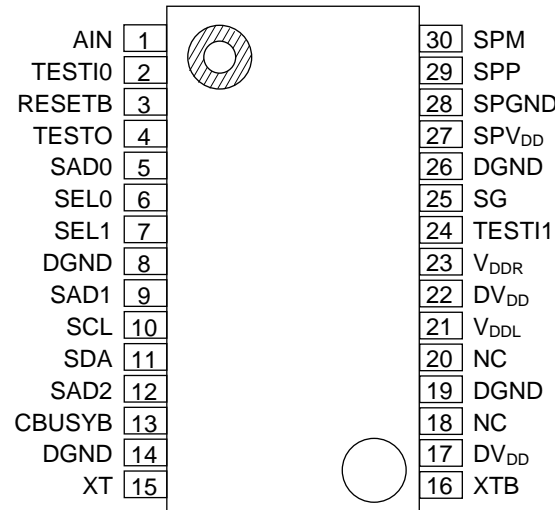 AIN 1 30 SPM
TESTI0 2 29 SPP
RESETB 3 28 SPGND
TESTO 4 27 SPVDD
SAD0 5 26 DGND
SEL0 6 25 SG
SEL1 7 24 TESTI1
DGND 8 23 VDDR
SAD1 9 22 DVDD
SCL 10 21 VDDL
SDA 11 20 NC
SAD2 12 19 DGND
CBUSYB 13 18 NC
DGND 14 17 DVDD
XT 15 16 XTB